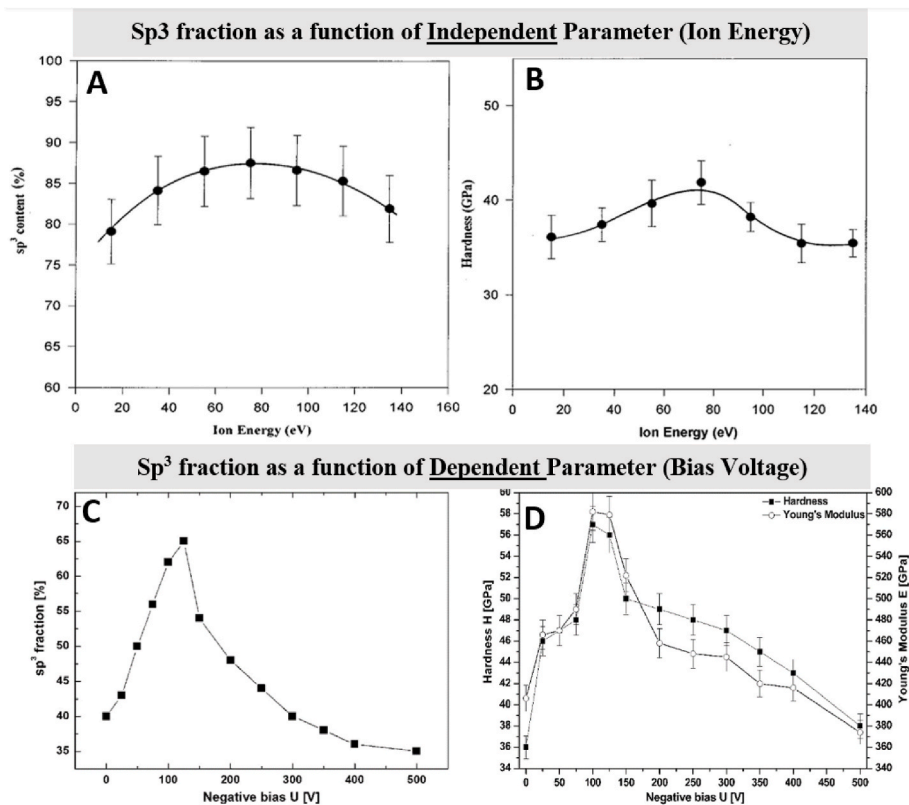 Sp3 fraction as a function of Independent Parameter (Ion Energy)
A
sp³ content (%)
100
95
90
85
80
75
70
65
60
0 20 40 60 80 100 120 140 160
Ion Energy (eV)
B
Hardness (GPa)
50
40
30
20
0 20 40 60 80 100 120 140
Ion Energy (eV)
Sp³ fraction as a function of Dependent Parameter (Bias Voltage)
C
sp³ fraction [%]
70
65
60
55
50
45
40
35
0 100 200 300 400 500
Negative bias U [V]
D
Hardness
Young's Modulus
Hardness H [GPa]
60
58
56
54
52
50
48
46
44
42
40
38
36
34
0 50 100 150 200 250 300 350 400 450 500
Negative bias U [V]
600
580
560
540
520
500
480
460
440
420
400
380
360
340
Young's Modulus E [GPa]